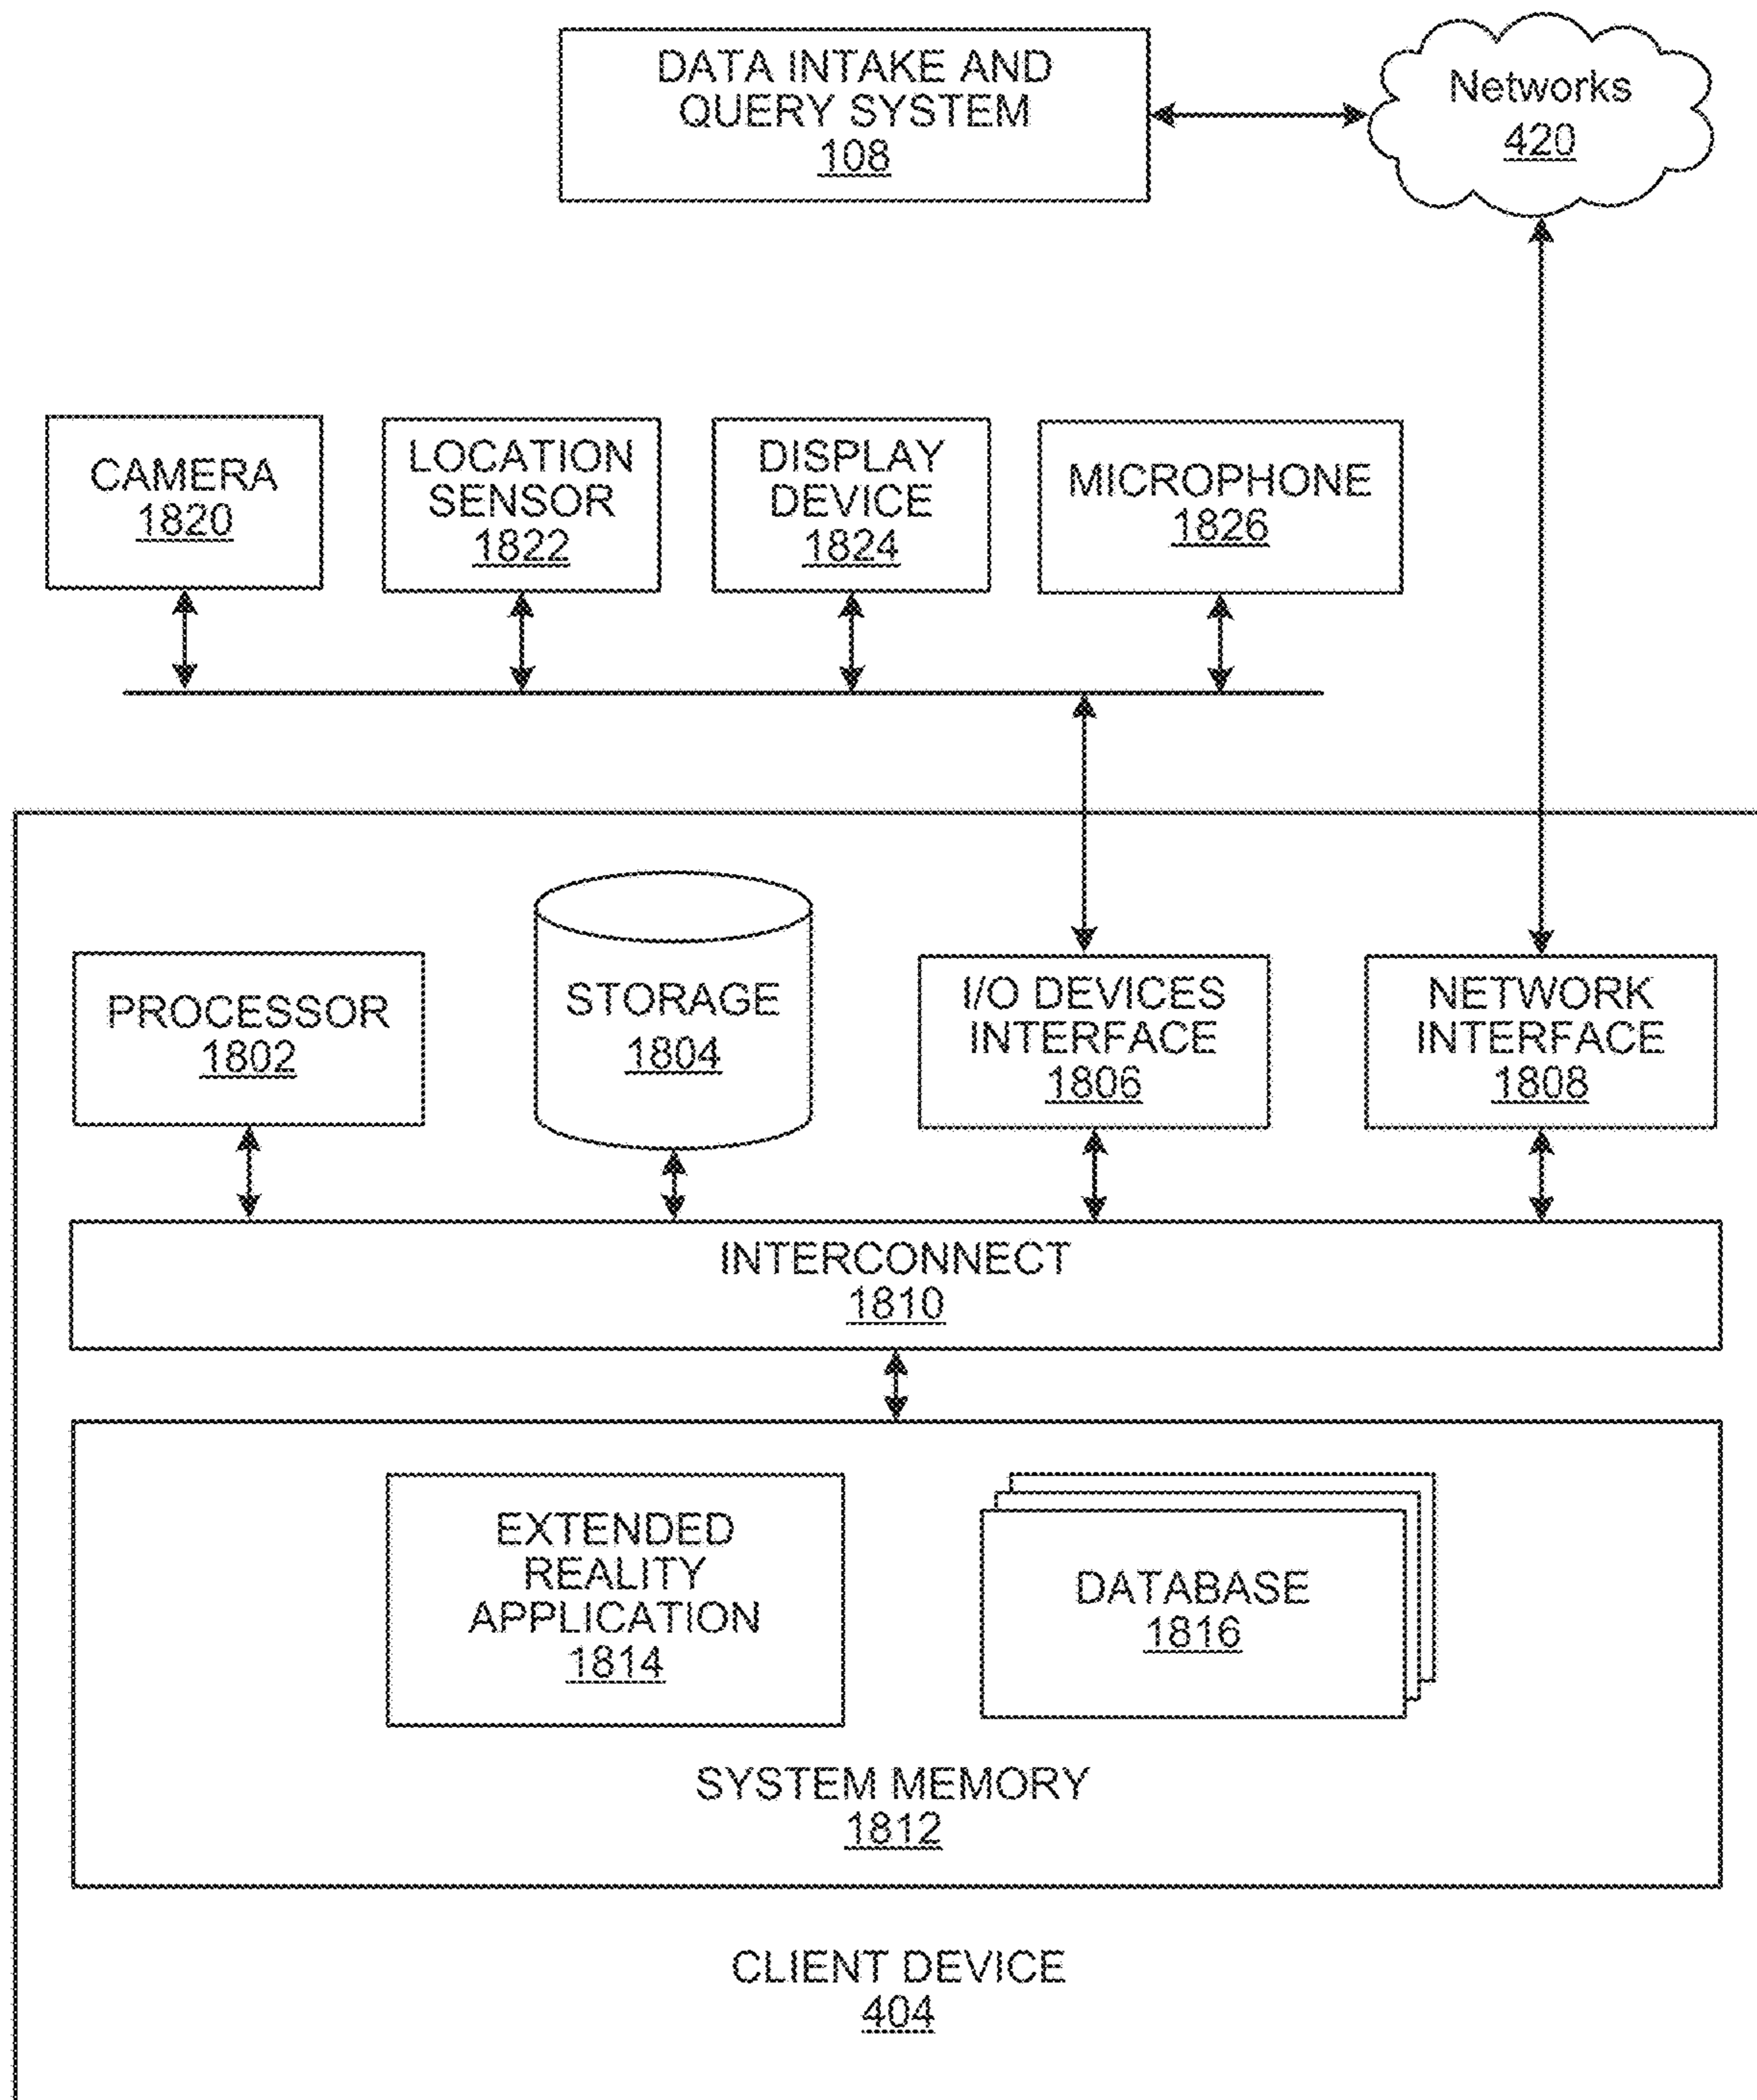 DATA INTAKE AND
QUERY SYSTEM
108
Networks
420
CAMERA
1820
LOCATION
SENSOR
1822
DISPLAY
DEVICE
1824
MICROPHONE
1826
PROCESSOR
1802
STORAGE
1804
I/O DEVICES
INTERFACE
1806
NETWORK
INTERFACE
1808
INTERCONNECT
1810
EXTENDED
REALITY
APPLICATION
1814
DATABASE
1816
SYSTEM MEMORY
1812
CLIENT DEVICE
404